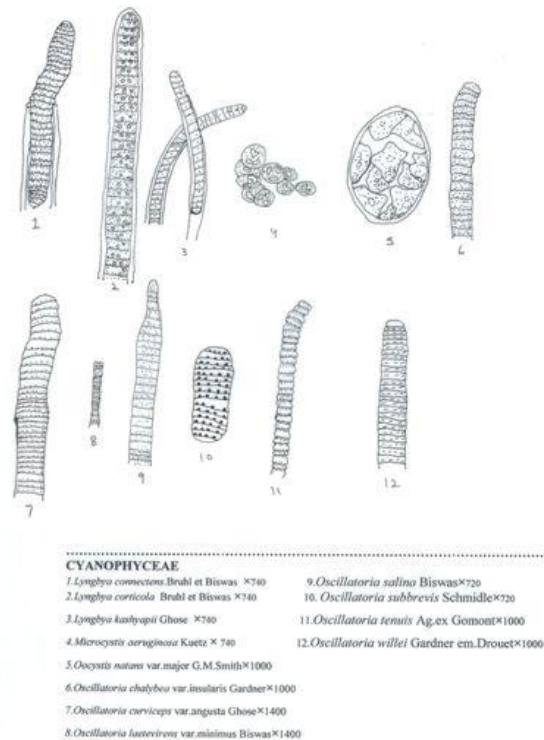 1
2
3
4
5
6
7
8
9
10
11
12
CYANOPHYCEAE
1.Lyngbya connectens.Bruhl et Biswas ×740
2.Lyngbya corticola Bruhl et Biswas ×740
3.Lyngbya kashyapii Ghose ×740
4.Microcystis aeruginosa Kuetz × 740
5.Oocystis natans var.major G.M.Smith×1000
6.Oscillatoria chalybea var.insularis Gardner×1000
7.Oscillatoria curviceps var.angusta Ghose×1400
8.Oscillatoria laetevirens var.minimus Biswas×1400
9.Oscillatoria salina Biswas×720
10. Oscillatoria subbrevis Schmidle×720
11.Oscillatoria tenuis Ag.ex Gomont×1000
12.Oscillatoria willei Gardner em.Drouet×1000